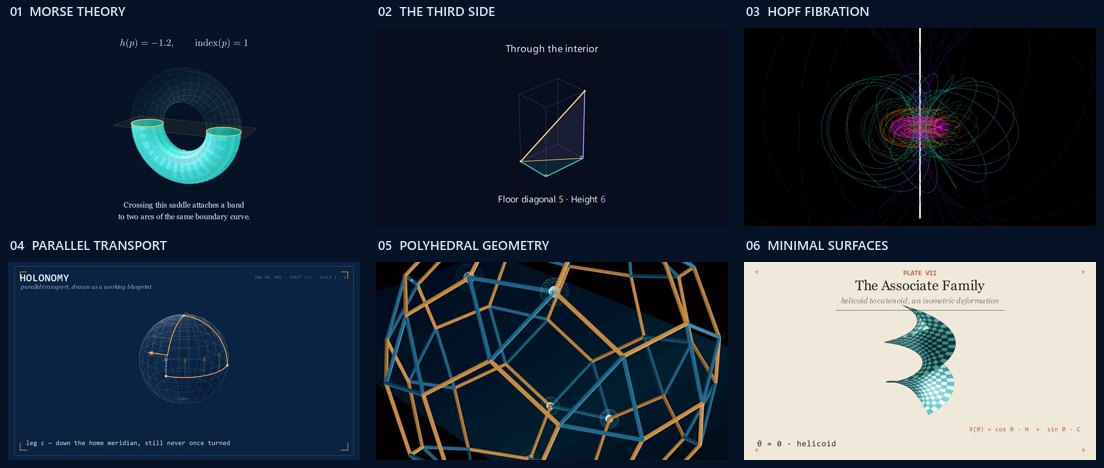 01 MORSE THEORY
02 THE THIRD SIDE
03 HOPF FIBRATION
h(p) = −1.2, index(p) = 1
Through the interior
Crossing this saddle attaches a band
to two arcs of the same boundary curve.
Floor diagonal 5 · Height 6
04 PARALLEL TRANSPORT
05 POLYHEDRAL GEOMETRY
06 MINIMAL SURFACES
HOLONOMY
parallel transport, drawn as a working blueprint
leg c — down the home meridian, still never once turned
PLATE VII
The Associate Family
helicoid to catenoid, an isometric deformation
X(θ) = cos θ · H + sin θ · C
θ = 0 · helicoid